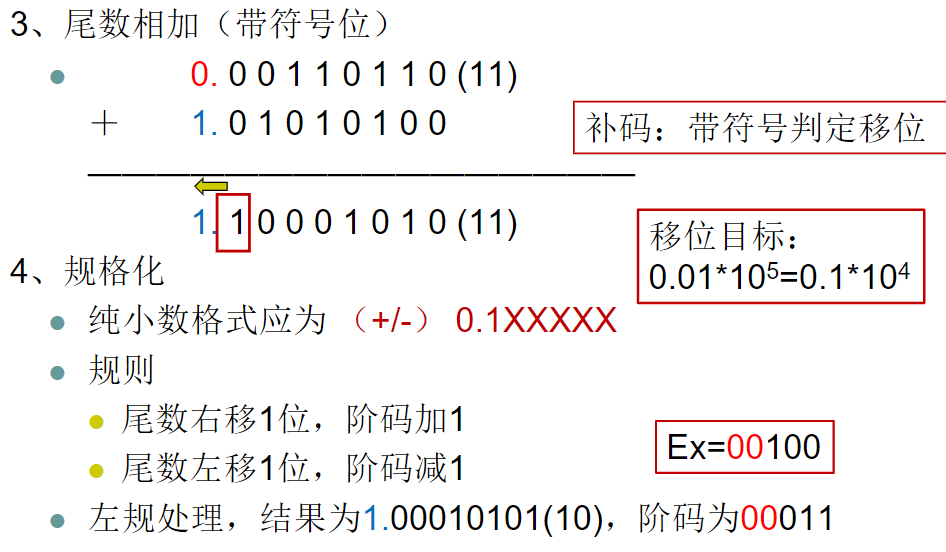 3、尾数相加（带符号位）
0. 0 0 1 1 0 1 1 0 (11)
＋ 1. 0 1 0 1 0 1 0 0
补码：带符号判定移位
1. 1 0 0 0 1 0 1 0 (11)
移位目标：
0.01*10⁵=0.1*10⁴
4、规格化
纯小数格式应为 （+/-） 0.1XXXXX
规则
尾数右移1位，阶码加1
Ex=00100
尾数左移1位，阶码减1
左规处理，结果为1.00010101(10)，阶码为00011